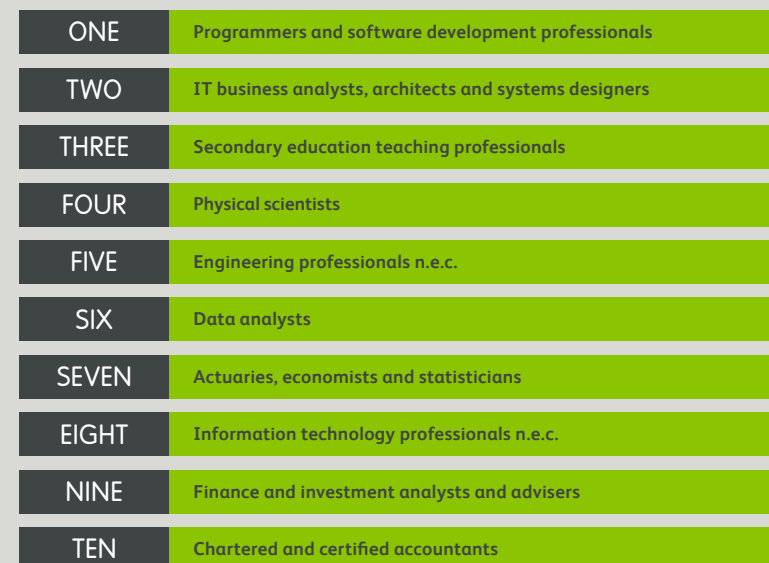 ONE Programmers and software development professionals
TWO IT business analysts, architects and systems designers
THREE Secondary education teaching professionals
FOUR Physical scientists
FIVE Engineering professionals n.e.c.
SIX Data analysts
SEVEN Actuaries, economists and statisticians
EIGHT Information technology professionals n.e.c.
NINE Finance and investment analysts and advisers
TEN Chartered and certified accountants